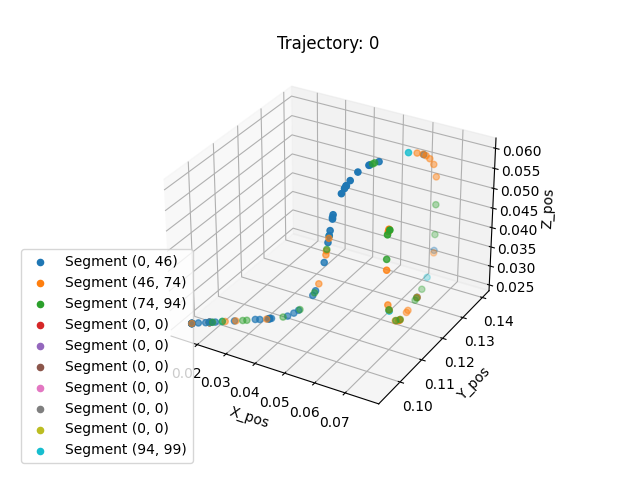 Trajectory: 0
0.060
0.055
0.050
0.045
0.040
0.035
0.030
0.025
Z_pos
0.14
0.13
0.12
0.11
0.10
Y_pos
0.02
0.03
0.04
0.05
0.06
0.07
X_pos
Segment (0, 46)
Segment (46, 74)
Segment (74, 94)
Segment (0, 0)
Segment (0, 0)
Segment (0, 0)
Segment (0, 0)
Segment (0, 0)
Segment (0, 0)
Segment (94, 99)